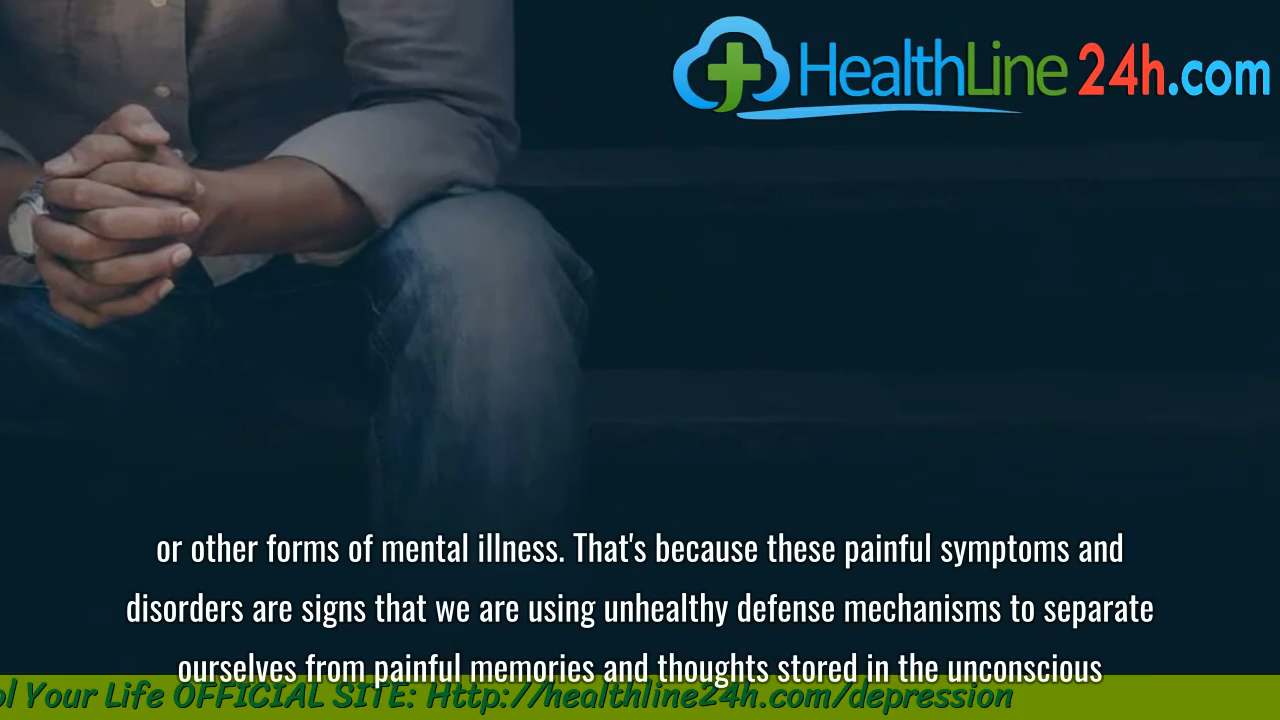 HealthLine 24h.com
or other forms of mental illness. That's because these painful symptoms and
disorders are signs that we are using unhealthy defense mechanisms to separate
ourselves from painful memories and thoughts stored in the unconscious
Your Life OFFICIAL SITE: Http://healthline24h.com/depression